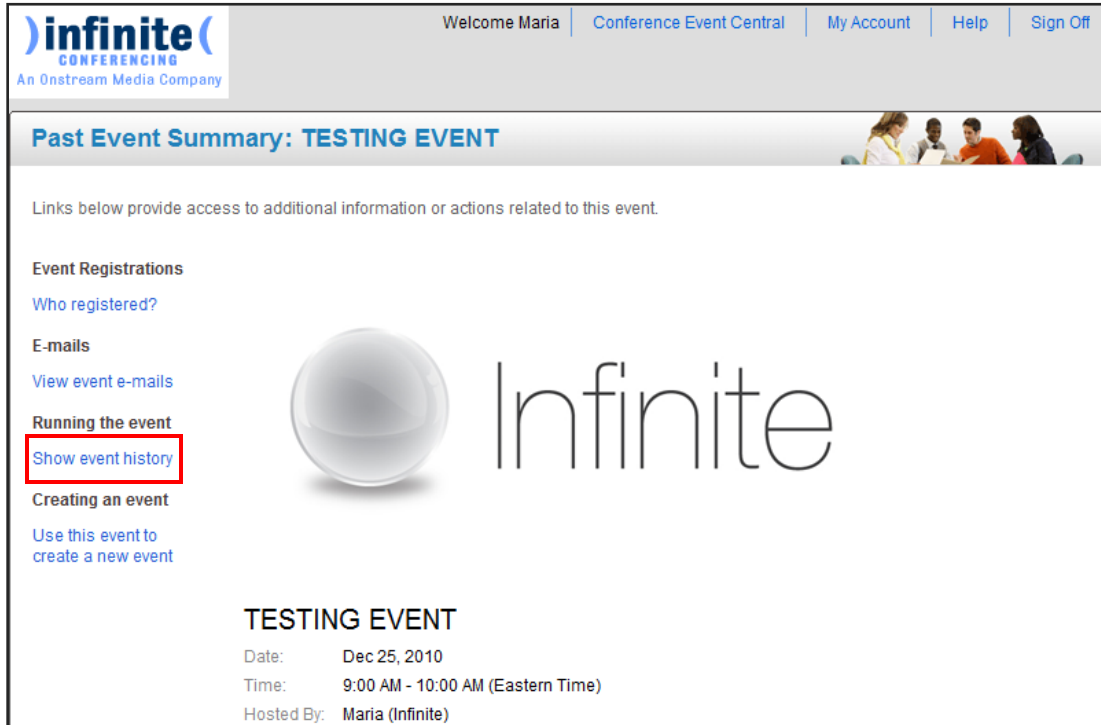 )infinite(
CONFERENCING
An Onstream Media Company
Welcome Maria
Conference Event Central
My Account
Help
Sign Off
Past Event Summary: TESTING EVENT
Links below provide access to additional information or actions related to this event.
Event Registrations
Who registered?
E-mails
View event e-mails
Running the event
Show event history
Creating an event
Use this event to
create a new event
Infinite
TESTING EVENT
Date: Dec 25, 2010
Time: 9:00 AM - 10:00 AM (Eastern Time)
Hosted By: Maria (Infinite)